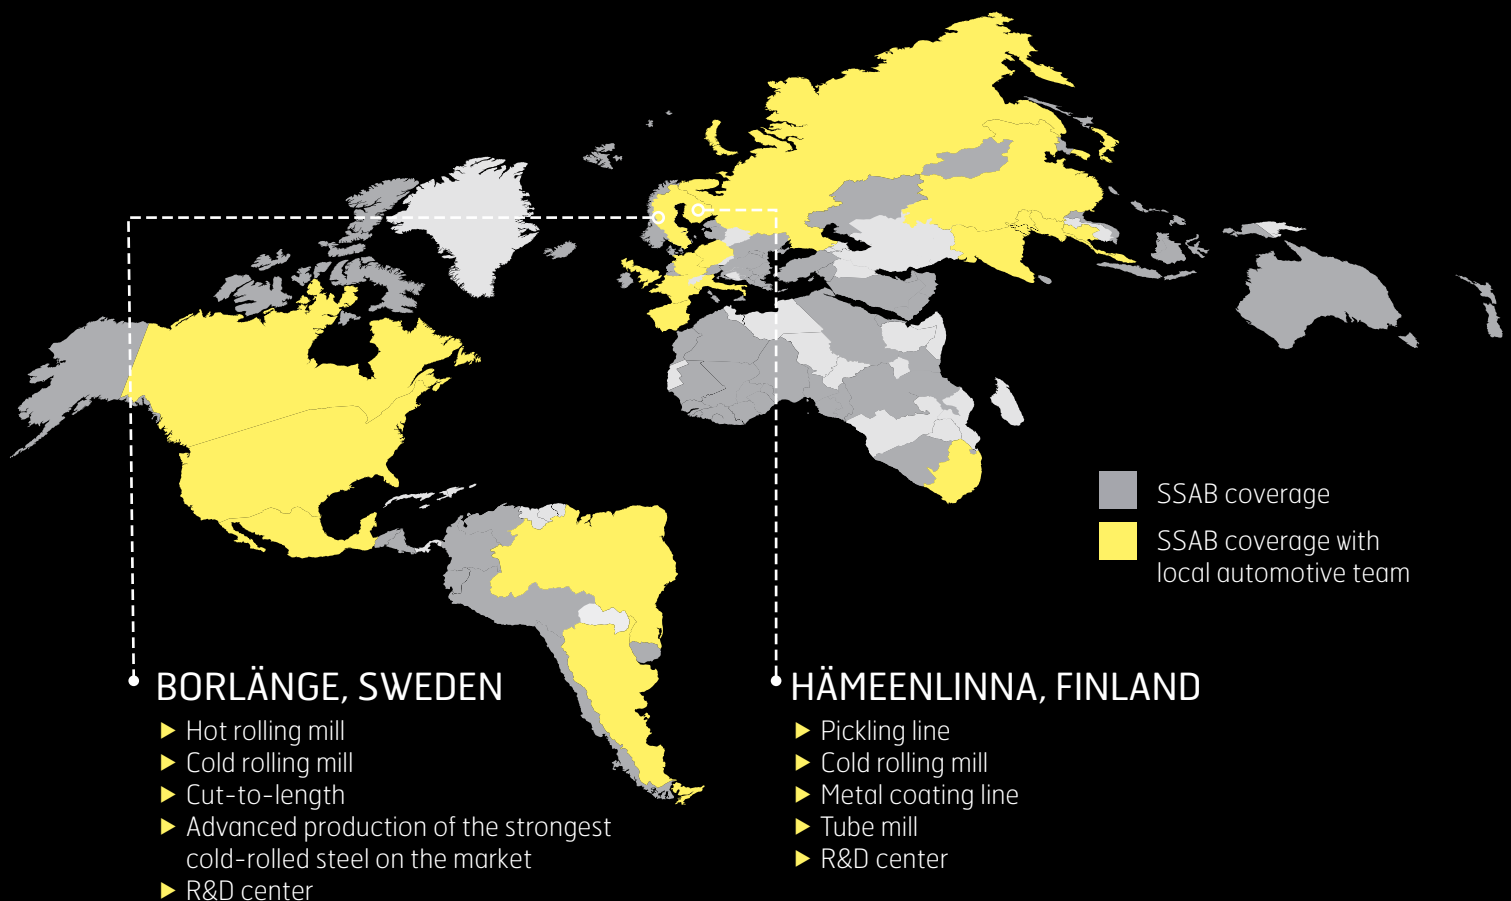 SSAB coverage
SSAB coverage with
local automotive team
BORLÄNGE, SWEDEN
Hot rolling mill
Cold rolling mill
Cut-to-length
Advanced production of the strongest
cold-rolled steel on the market
R&D center
HÄMEENLINNA, FINLAND
Pickling line
Cold rolling mill
Metal coating line
Tube mill
R&D center